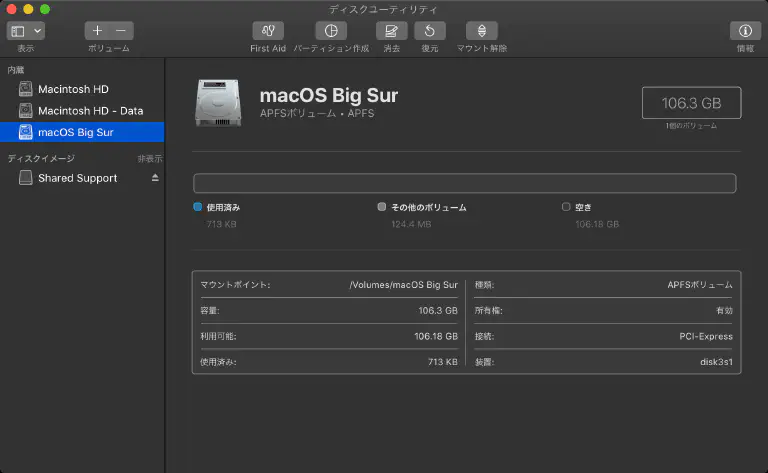 ディスクユーティリティ
表示
ボリューム
First Aid
パーティション作成
消去
復元
マウント解除
情報
内蔵
Macintosh HD
Macintosh HD - Data
macOS Big Sur
ディスクイメージ 非表示
Shared Support
macOS Big Sur
APFSボリューム • APFS
106.3 GB
1個のボリューム
使用済み
713 KB
その他のボリューム
124.4 MB
空き
106.18 GB
マウントポイント: /Volumes/macOS Big Sur
容量: 106.3 GB
利用可能: 106.18 GB
使用済み: 713 KB
種類: APFSボリューム
所有権: 有効
接続: PCI-Express
装置: disk3s1